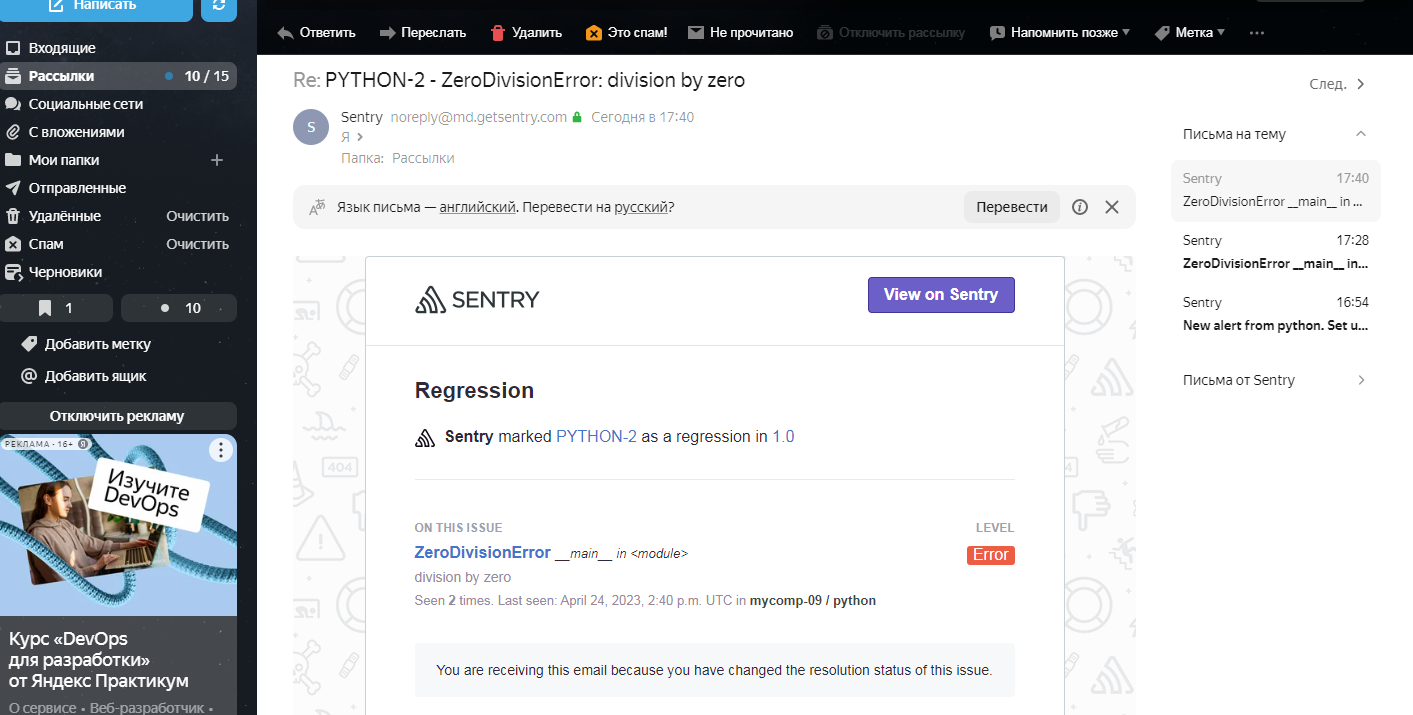 Написать
Ответить
Переслать
Удалить
Это спам!
Не прочитано
Отключить рассылку
Напомнить позже
Метка
Входящие
Рассылки 10 / 15
Социальные сети
С вложениями
Мои папки
Отправленные
Удалённые Очистить
Спам Очистить
Черновики
1
10
Добавить метку
@ Добавить ящик
Отключить рекламу
РЕКЛАМА • 16+ Я
Изучите
DevOps
Курс «DevOps
для разработки»
от Яндекс Практикум
О сервисе • Веб-разработчик •
Re: PYTHON-2 - ZeroDivisionError: division by zero
След.
S
Sentry noreply@md.getsentry.com Сегодня в 17:40
Я
Папка: Рассылки
Язык письма — английский. Перевести на русский?
Перевести
SENTRY
View on Sentry
Regression
Sentry marked PYTHON-2 as a regression in 1.0
404
ON THIS ISSUE
LEVEL
ZeroDivisionError __main__ in <module>
Error
division by zero
Seen 2 times. Last seen: April 24, 2023, 2:40 p.m. UTC in mycomp-09 / python
You are receiving this email because you have changed the resolution status of this issue.
Письма на тему
Sentry 17:40
ZeroDivisionError __main__ in ...
Sentry 17:28
ZeroDivisionError __main__ in...
Sentry 16:54
New alert from python. Set u...
Письма от Sentry